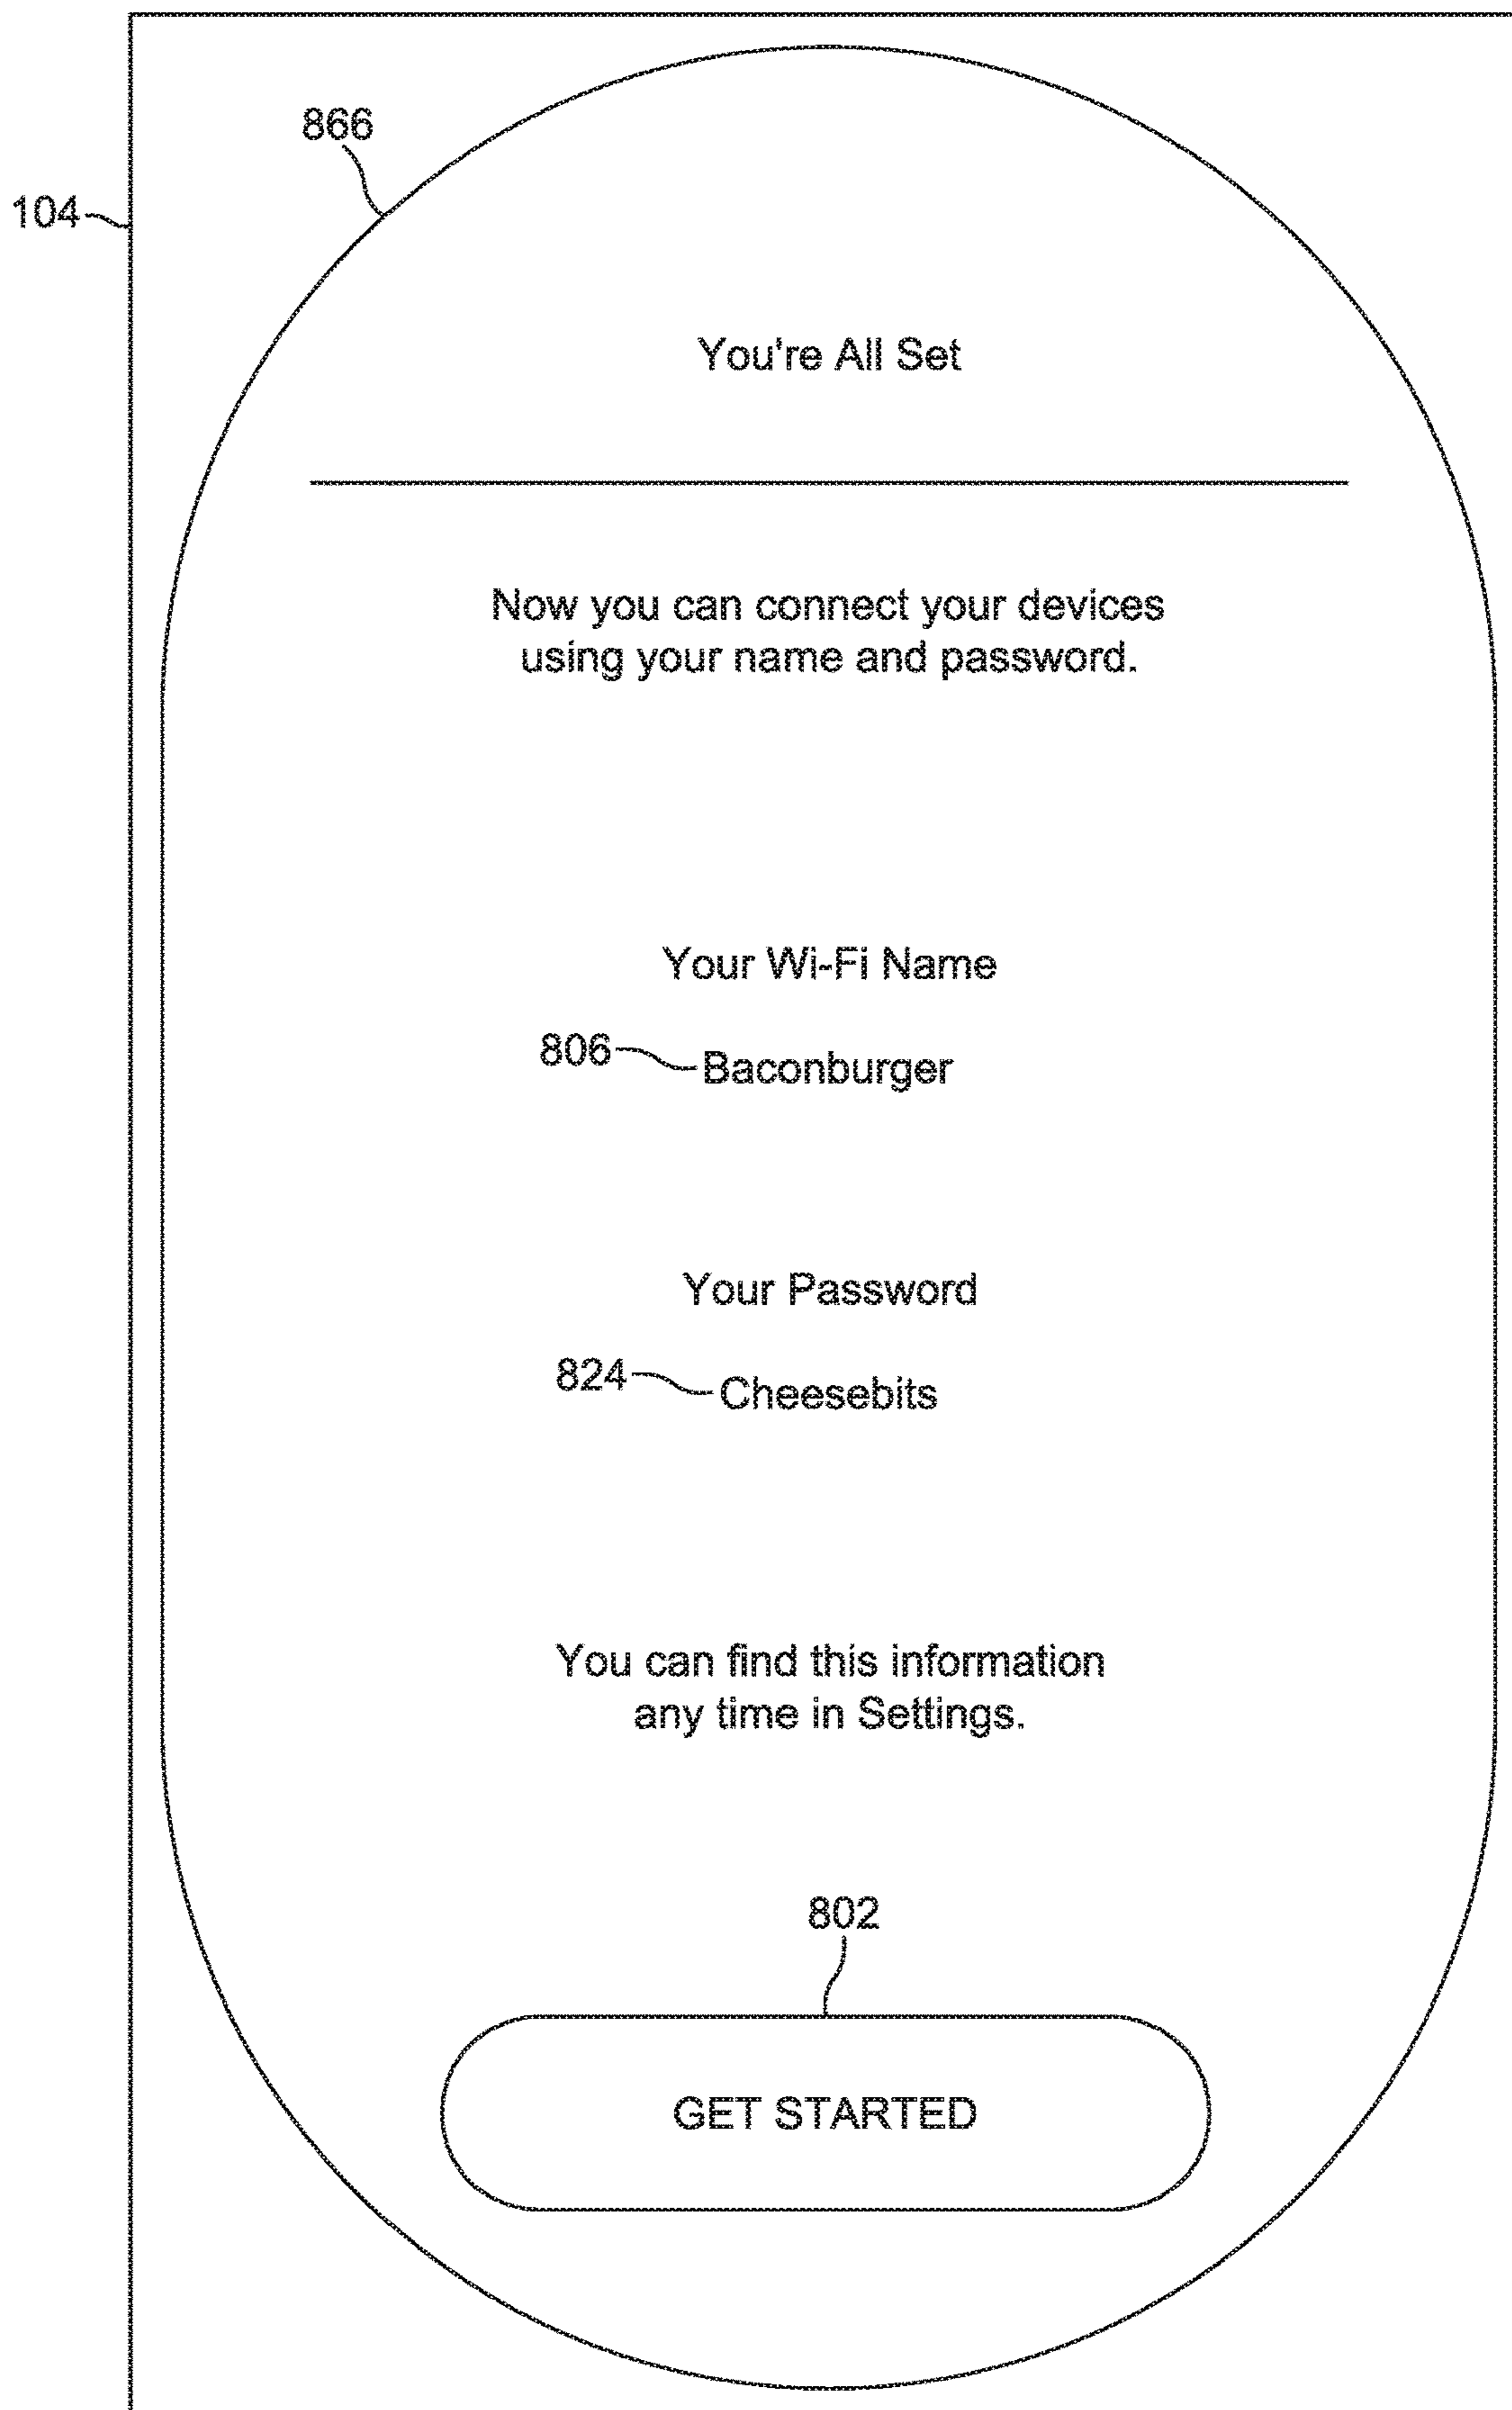 866
104
You're All Set
Now you can connect your devices
using your name and password.
Your Wi-Fi Name
806
Baconburger
Your Password
824
Cheesebits
You can find this information
any time in Settings.
802
GET STARTED